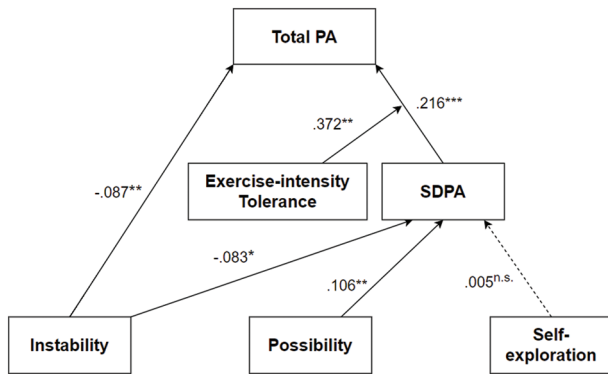 Total PA
.216***
.372**
Exercise-intensity
Tolerance
SDPA
-.087**
-.083*
.106**
.005n.s.
Instability
Possibility
Self-
exploration